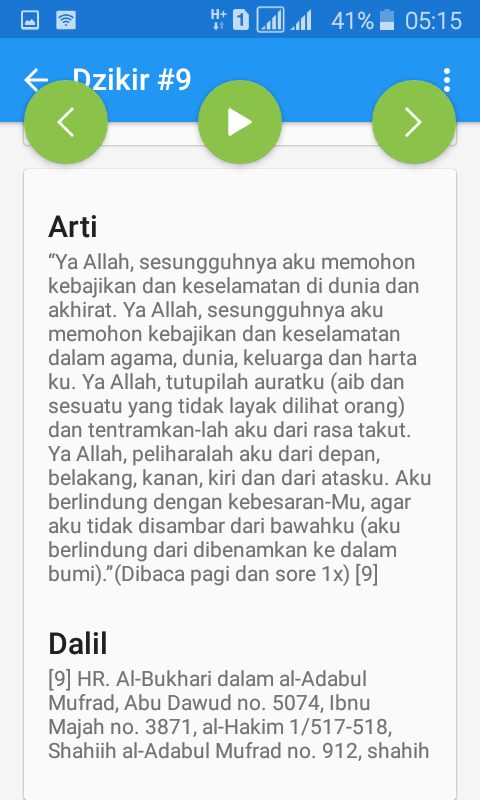 H+ 1 41% 05:15
Dzikir #9
Arti
“Ya Allah, sesungguhnya aku memohon
kebajikan dan keselamatan di dunia dan
akhirat. Ya Allah, sesungguhnya aku
memohon kebajikan dan keselamatan
dalam agama, dunia, keluarga dan harta
ku. Ya Allah, tutupilah auratku (aib dan
sesuatu yang tidak layak dilihat orang)
dan tentramkan-lah aku dari rasa takut.
Ya Allah, peliharalah aku dari depan,
belakang, kanan, kiri dan dari atasku. Aku
berlindung dengan kebesaran-Mu, agar
aku tidak disambar dari bawahku (aku
berlindung dari dibenamkan ke dalam
bumi).”(Dibaca pagi dan sore 1x) [9]
Dalil
[9] HR. Al-Bukhari dalam al-Adabul
Mufrad, Abu Dawud no. 5074, Ibnu
Majah no. 3871, al-Hakim 1/517-518,
Shahiih al-Adabul Mufrad no. 912, shahih